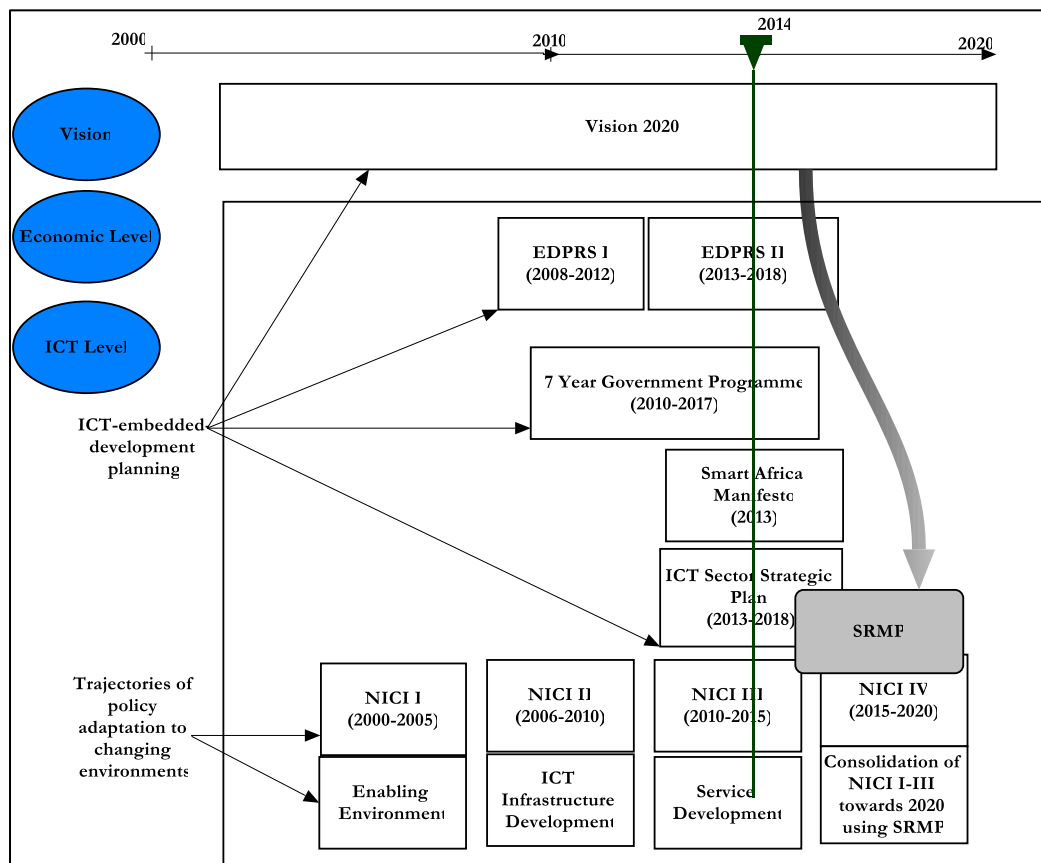 2000
2010
2014
2020
Vision
Vision 2020
Economic Level
EDPRS I
(2008-2012)
EDPRS II
(2013-2018)
ICT Level
7 Year Government Programme
(2010-2017)
ICT-embedded
development
planning
Smart Africa
Manifesto
(2013)
ICT Sector Strategic
Plan
(2013-2018)
SRMP
Trajectories of
policy
adaptation to
changing
environments
NICI I
(2000-2005)
NICI II
(2006-2010)
NICI III
(2010-2015)
NICI IV
(2015-2020)
Enabling
Environment
ICT
Infrastructure
Development
Service
Development
Consolidation of
NICI I-III
towards 2020
using SRMP